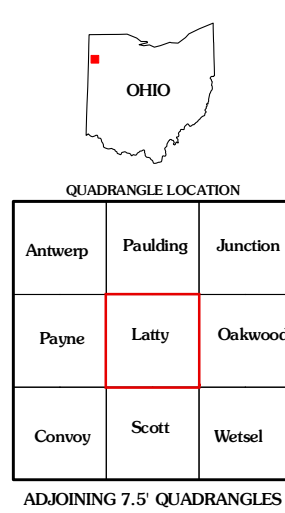 OHIO
QUADRANGLE LOCATION
Antwerp Paulding Junction
Payne Latty Oakwood
Convoy Scott Wetsel
ADJOINING 7.5' QUADRANGLES